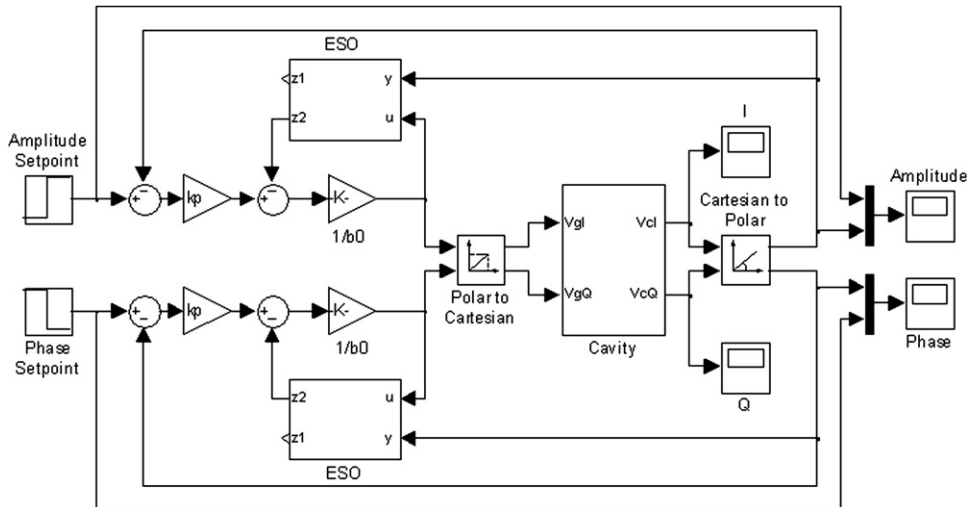 ESO
z1
y
z2
u
I
Amplitude
Setpoint
kp
-K-
1/b0
Cartesian to
Polar
Amplitude
VgI
VcI
VgQ
VcQ
Polar to
Cartesian
Cavity
kp
-K-
1/b0
Phase
Setpoint
Phase
Q
z2
u
z1
y
ESO